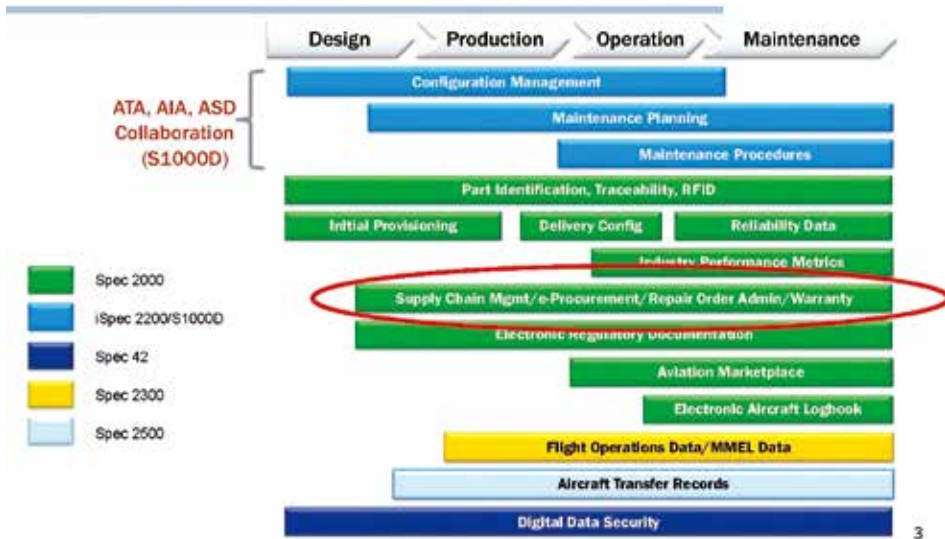 Design
Production
Operation
Maintenance
ATA, AIA, ASD
Collaboration
(S1000D)
Configuration Management
Maintenance Planning
Maintenance Procedures
Part Identification, Traceability, RFID
Initial Provisioning
Delivery Config
Reliability Data
Industry Performance Metrics
Supply Chain Mgmt/e-Procurement/Repair Order Admin/Warranty
Electronic Regulatory Documentation
Aviation Marketplace
Electronic Aircraft Logbook
Flight Operations Data/MMEL Data
Aircraft Transfer Records
Digital Data Security
Spec 2000
iSpec 2200/S1000D
Spec 42
Spec 2300
Spec 2500
3